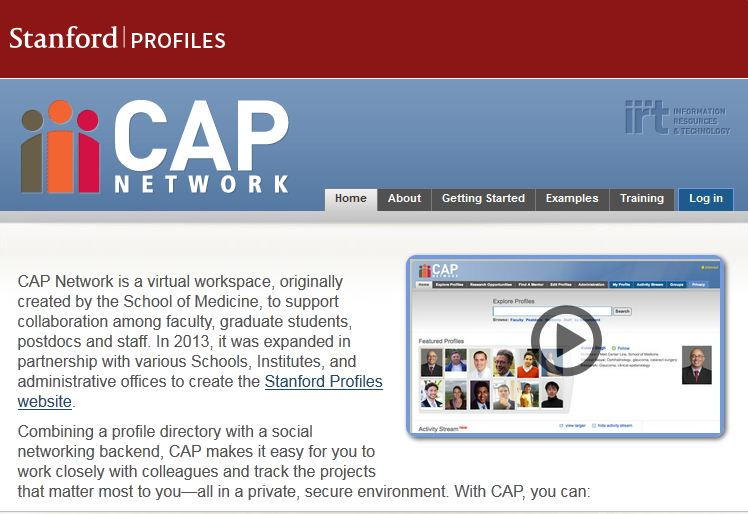 Stanford | PROFILES
CAP
NETWORK
irt INFORMATION
RESOURCES
& TECHNOLOGY
Home About Getting Started Examples Training Log in
CAP Network is a virtual workspace, originally
created by the School of Medicine, to support
collaboration among faculty, graduate students,
postdocs and staff. In 2013, it was expanded in
partnership with various Schools, Institutes, and
administrative offices to create the Stanford Profiles
website.
CAP
NETWORK
Home Explore Profiles Research Opportunities Find A Mentor Edit Profiles Administration My Profile Activity Stream Groups Privacy
Explore Profiles
Search
Browse: Faculty
Featured Profiles
Follow
Activity Stream new
view larger hide activity stream
Combining a profile directory with a social
networking backend, CAP makes it easy for you to
work closely with colleagues and track the projects
that matter most to you—all in a private, secure environment. With CAP, you can: